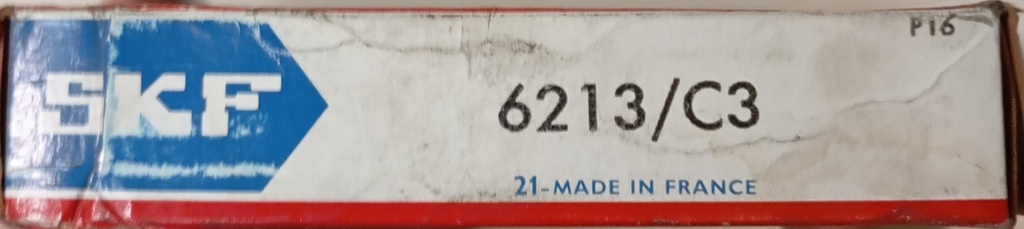 P16
SKF
6213/C3
21-MADE IN FRANCE